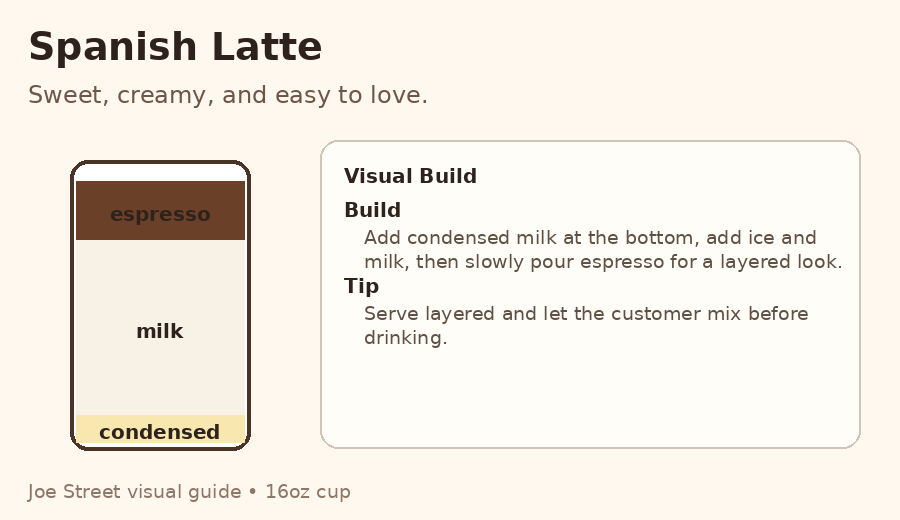 Spanish Latte
Sweet, creamy, and easy to love.
espresso
milk
condensed
Visual Build
Build
Add condensed milk at the bottom, add ice and
milk, then slowly pour espresso for a layered look.
Tip
Serve layered and let the customer mix before
drinking.
Joe Street visual guide • 16oz cup